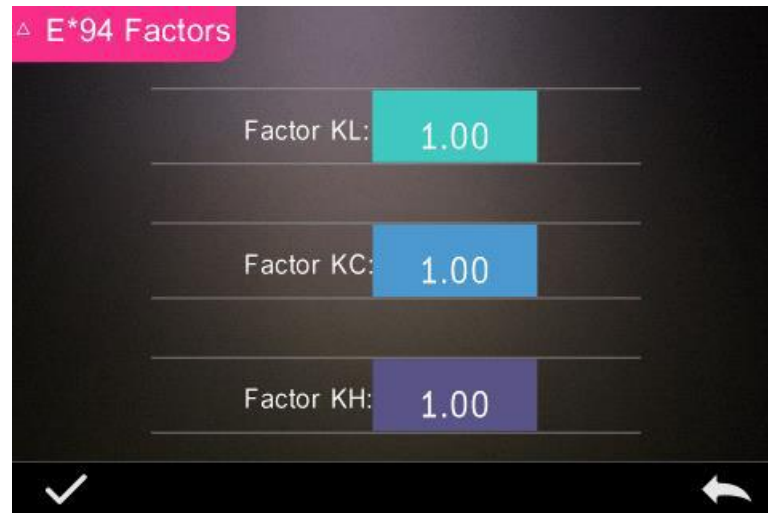 △ E*94 Factors
Factor KL: 1.00
Factor KC: 1.00
Factor KH: 1.00